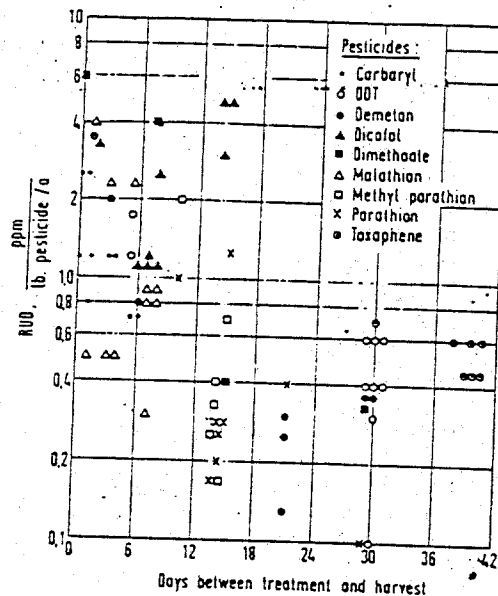 10
8
6
4
2
1,0
0,8
0,6
0,4
0,2
0,1
RUD, ppm
lb. pesticide /a
Pesticides :
Carbaryl
DDT
Demeton
Dicofol
Dimethoate
Malathion
Methyl parathion
Parathion
Toxaphene
0 6 12 18 24 30 36 42
Days between treatment and harvest